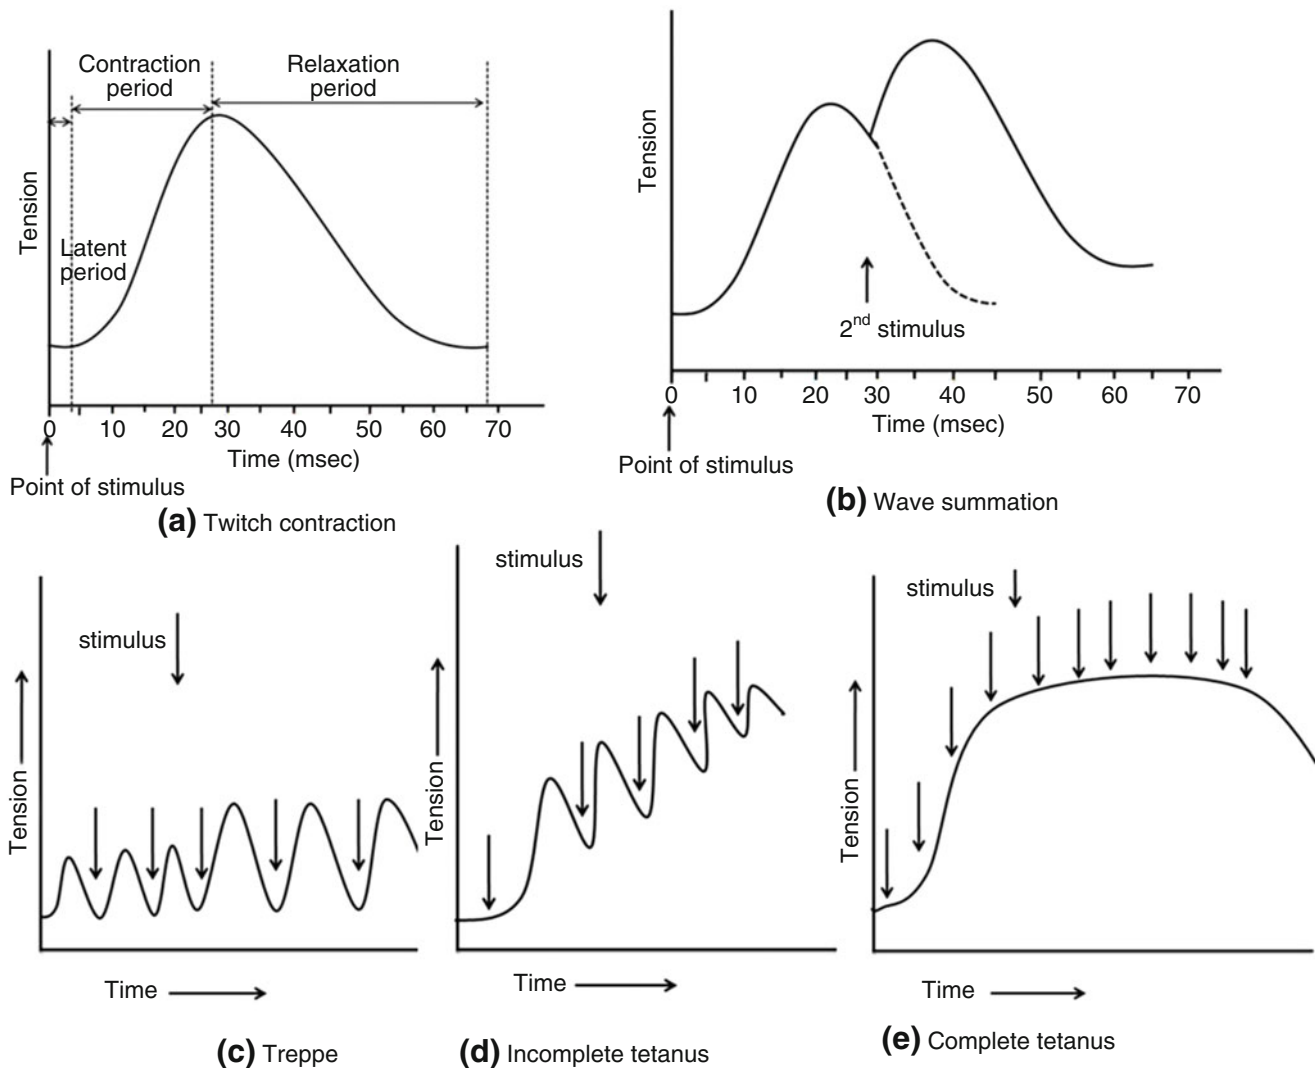 Contraction
period
Relaxation
period
Tension
Latent
period
0 10 20 30 40 50 60 70
Time (msec)
Point of stimulus
(a) Twitch contraction
Tension
2nd stimulus
0 10 20 30 40 50 60 70
Time (msec)
Point of stimulus
(b) Wave summation
stimulus
Tension
Time
(c) Treppe
stimulus
Tension
Time
(d) Incomplete tetanus
stimulus
Tension
Time
(e) Complete tetanus